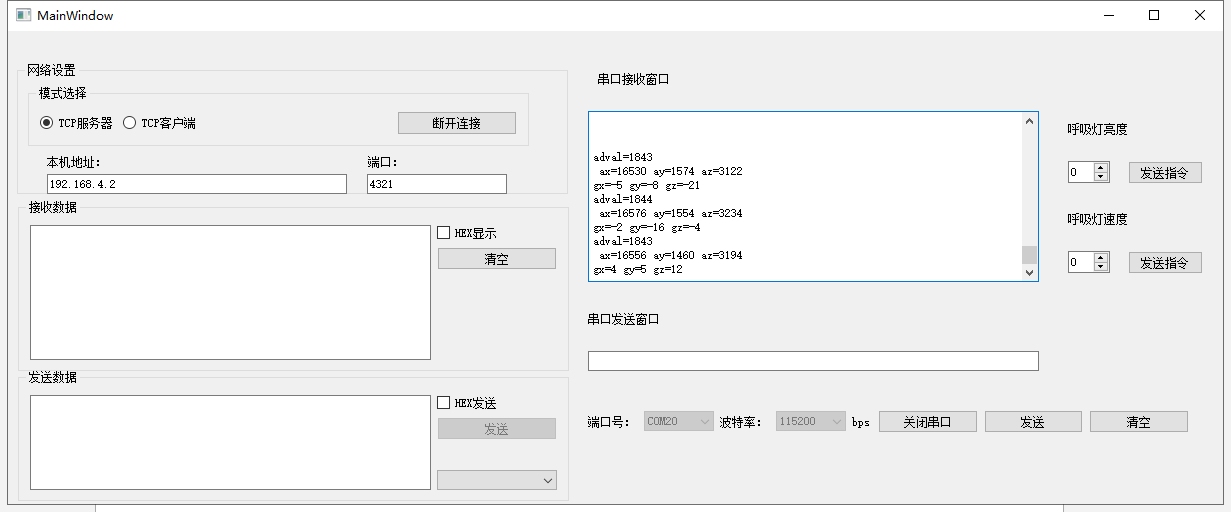 MainWindow
网络设置
模式选择
TCP服务器 TCP客户端 断开连接
本机地址： 端口：
192.168.4.2 4321
接收数据
HEX显示
清空
发送数据
HEX发送
发送
串口接收窗口
adval=1843
ax=16530 ay=1574 az=3122
gx=-5 gy=-8 gz=-21
adval=1844
ax=16576 ay=1554 az=3234
gx=-2 gy=-16 gz=-4
adval=1843
ax=16556 ay=1460 az=3194
gx=4 gy=5 gz=12
呼吸灯亮度
0 发送指令
呼吸灯速度
0 发送指令
串口发送窗口
端口号： COM20 波特率： 115200 bps 关闭串口 发送 清空